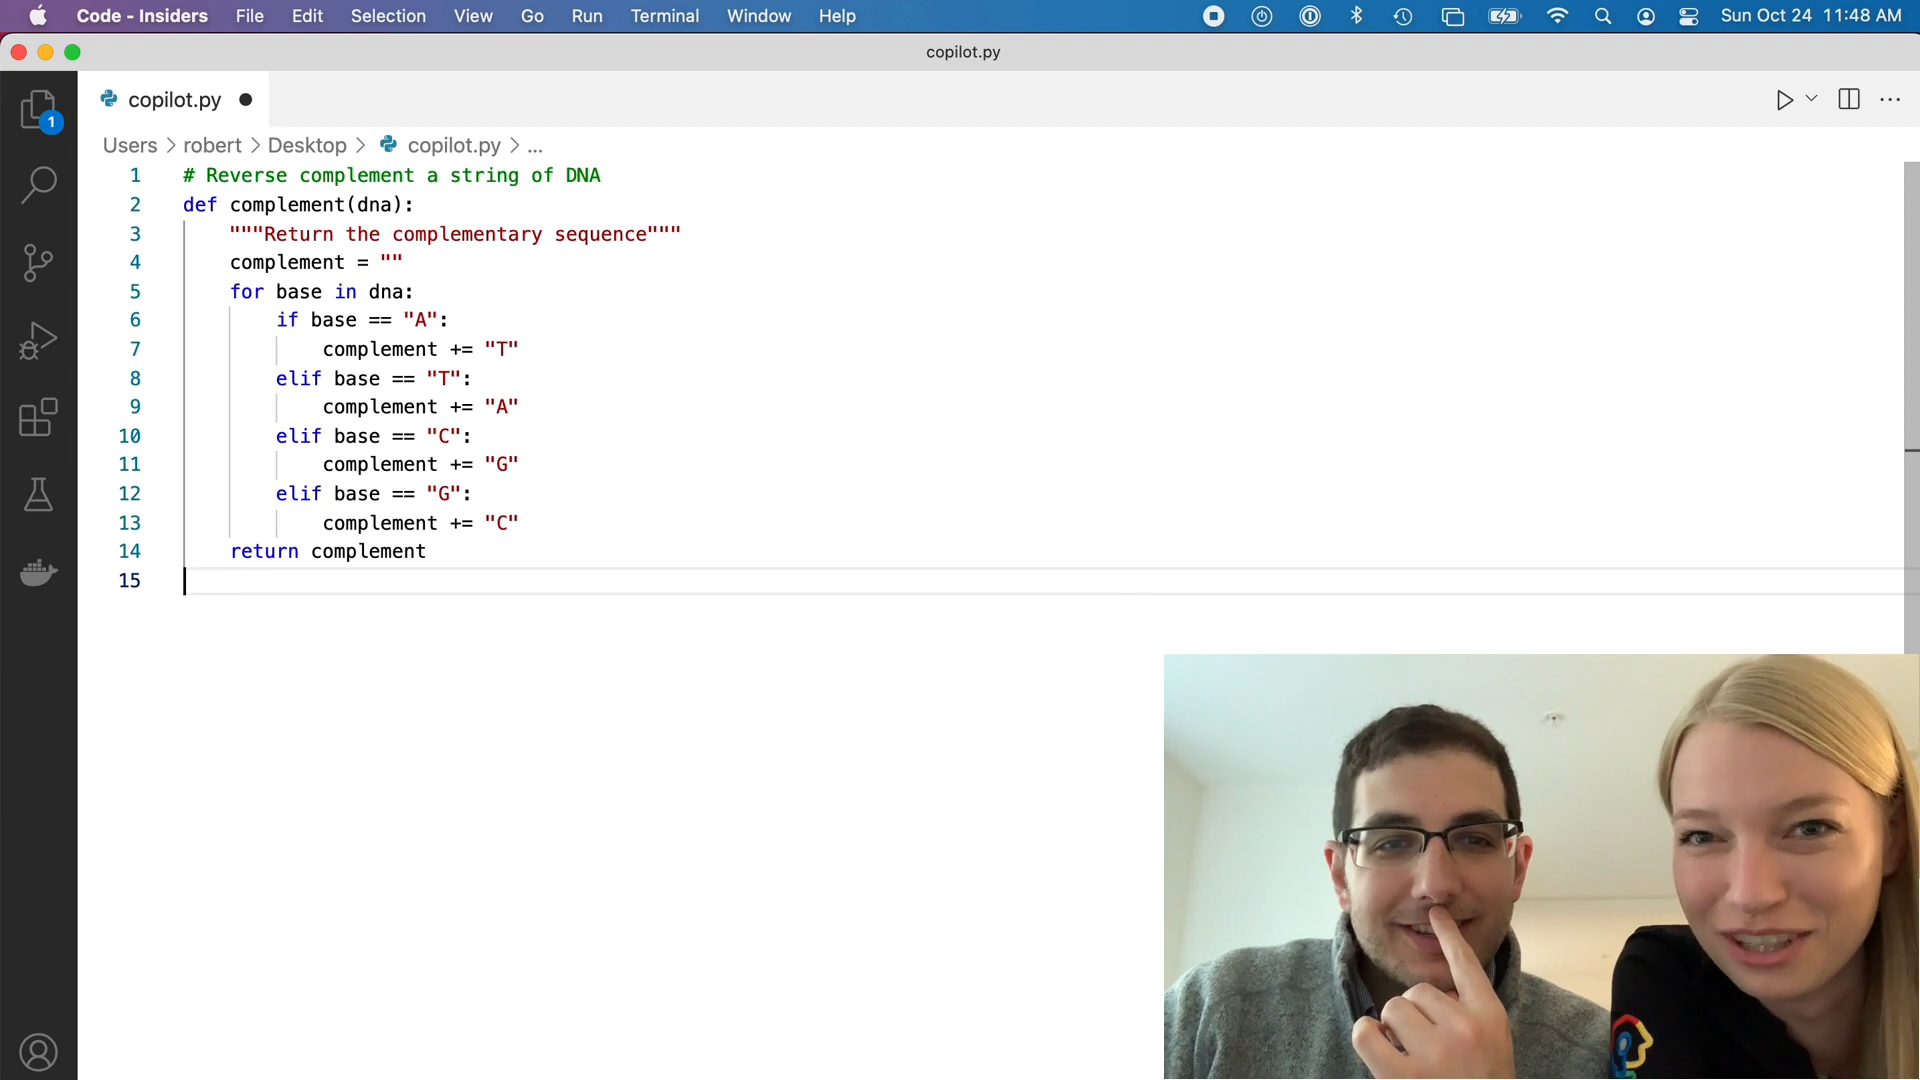 Code - Insiders File Edit Selection View Go Run Terminal Window Help Sun Oct 24 11:48 AM
copilot.py
1
copilot.py
Users > robert > Desktop > copilot.py > ...
1 # Reverse complement a string of DNA
2 def complement(dna):
3 """Return the complementary sequence"""
4 complement = ""
5 for base in dna:
6 if base == "A":
7 complement += "T"
8 elif base == "T":
9 complement += "A"
10 elif base == "C":
11 complement += "G"
12 elif base == "G":
13 complement += "C"
14 return complement
15